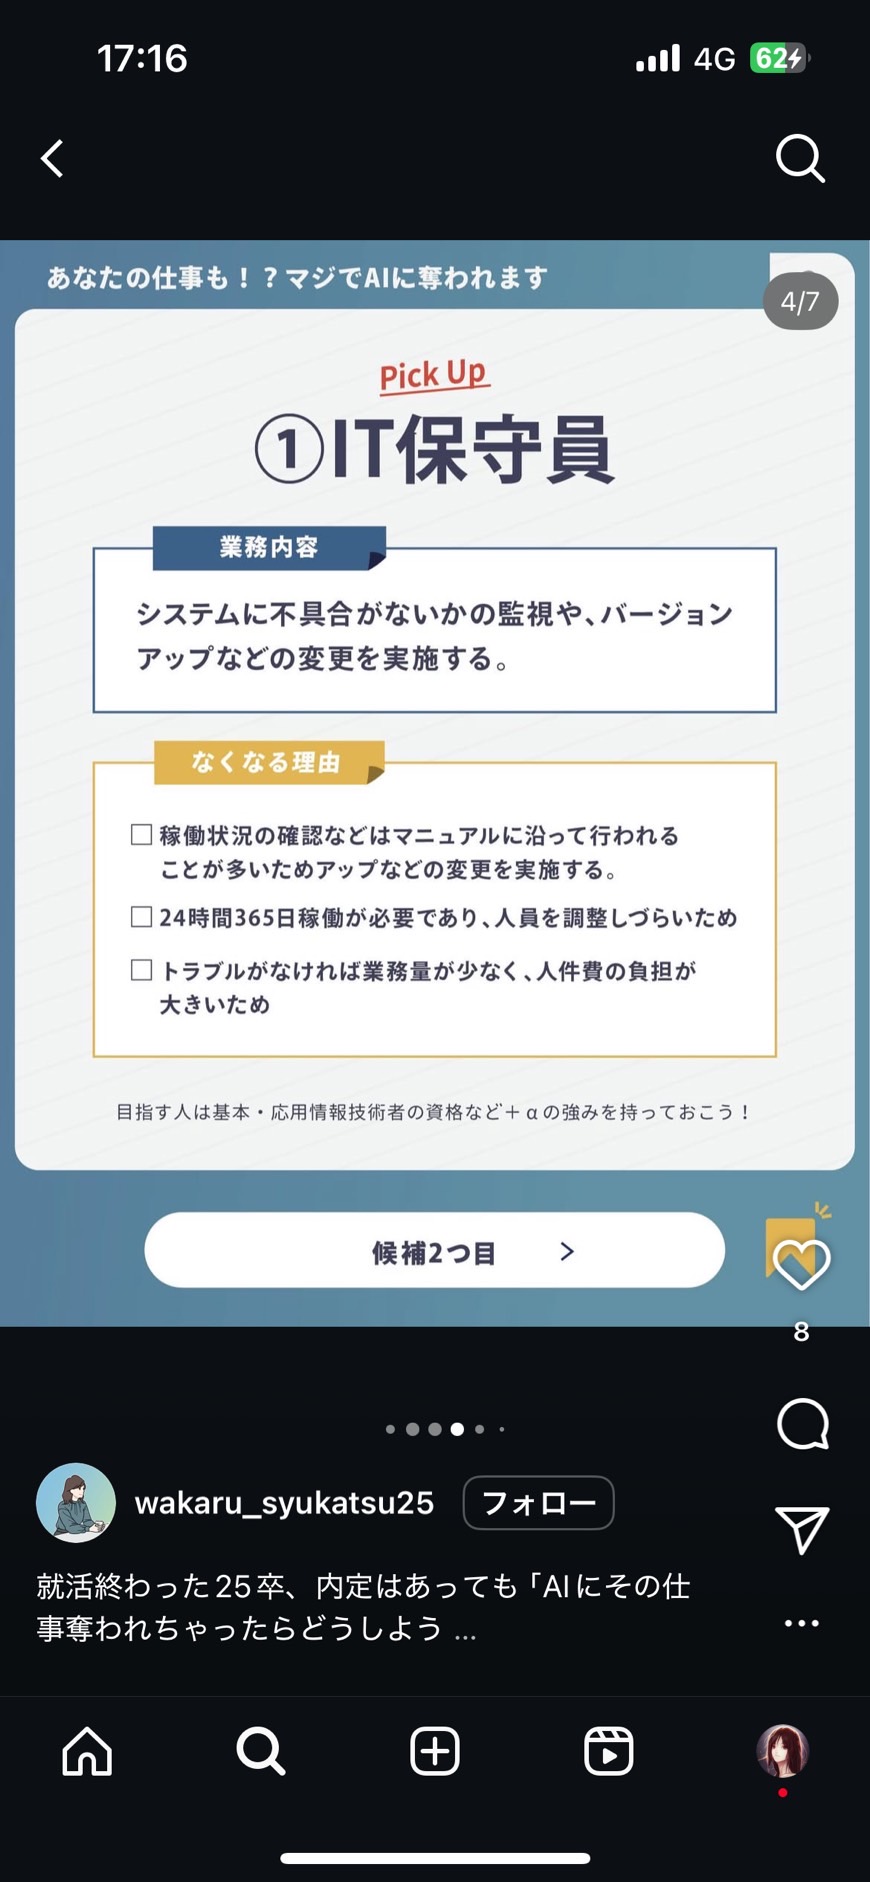 17:16
4G 62
あなたの仕事も！？マジでAIに奪われます
4/7
Pick Up
①IT保守員
業務内容
システムに不具合がないかの監視や、バージョン
アップなどの変更を実施する。
なくなる理由
□ 稼働状況の確認などはマニュアルに沿って行われる
ことが多いためアップなどの変更を実施する。
□ 24時間365日稼働が必要であり、人員を調整しづらいため
□ トラブルがなければ業務量が少なく、人件費の負担が
大きいため
目指す人は基本・応用情報技術者の資格など＋αの強みを持っておこう！
候補2つ目 >
8
wakaru_syukatsu25 フォロー
就活終わった25卒、内定はあっても「AIにその仕
事奪われちゃったらどうしよう ...